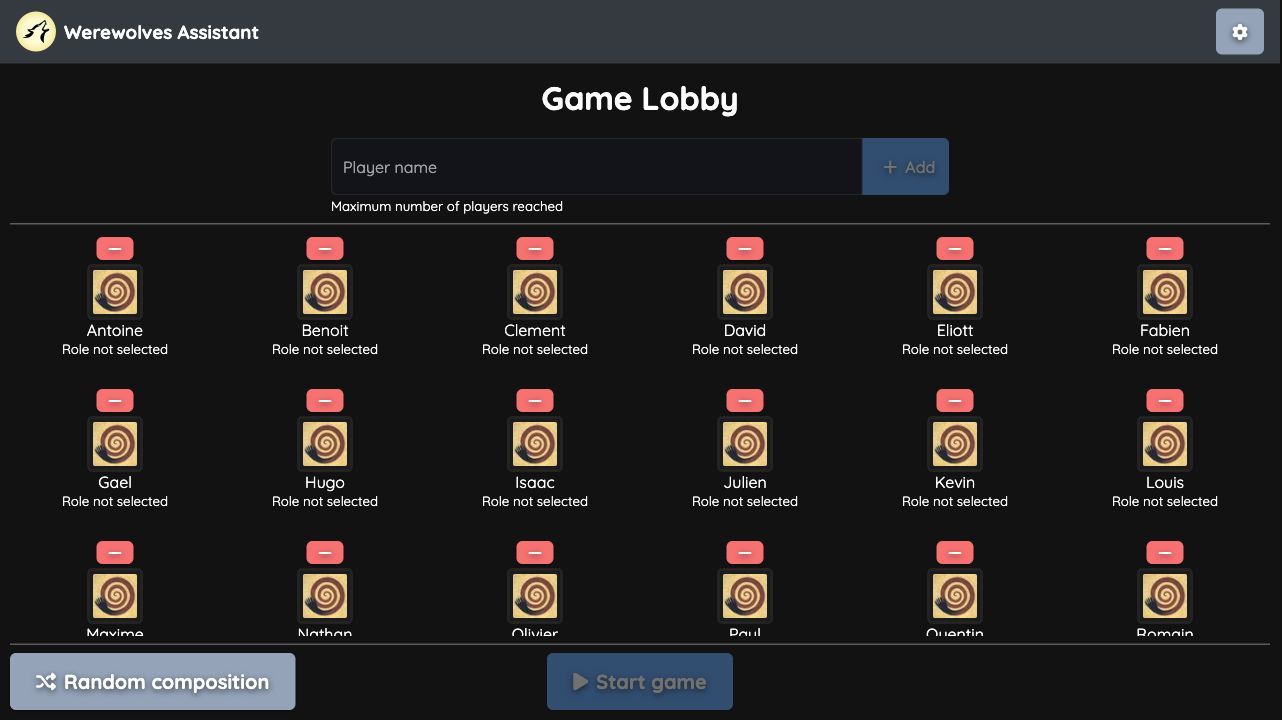 Werewolves Assistant
Game Lobby
Player name
Add
Maximum number of players reached
Antoine Benoit Clement David Eliott Fabien
Role not selected Role not selected Role not selected Role not selected Role not selected Role not selected
Gael Hugo Isaac Julien Kevin Louis
Role not selected Role not selected Role not selected Role not selected Role not selected Role not selected
Maxime Nathan Olivier Paul Quentin Romain
Random composition
Start game